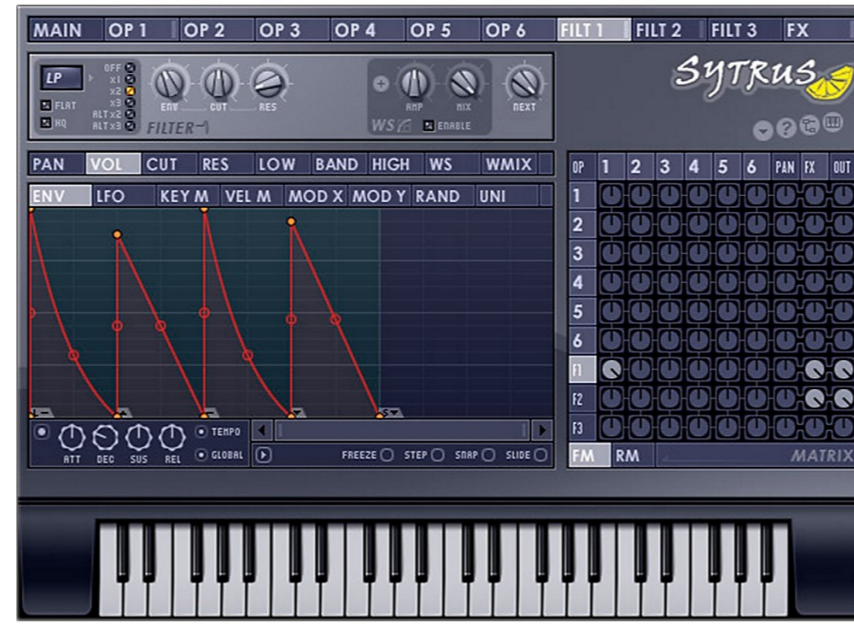 MAIN OP 1 OP 2 OP 3 OP 4 OP 5 OP 6 FILT 1 FILT 2 FILT 3 FX
LP
OFF
x1
x2
x3
ALT x2
ALT x3
FLAT
HQ
FILTER
ENV CUT RES
AMP MIX
WS ENABLE
NEXT
SYTRUS
PAN VOL CUT RES LOW BAND HIGH WS WMIX
ENV LFO KEY M VEL M MOD X MOD Y RAND UNI
L
S
ATT DEC SUS REL
TEMPO
GLOBAL
FREEZE STEP SNAP SLIDE
OP 1 2 3 4 5 6 PAN FX OUT
1
2
3
4
5
6
F1
F2
F3
FM RM MATRIX